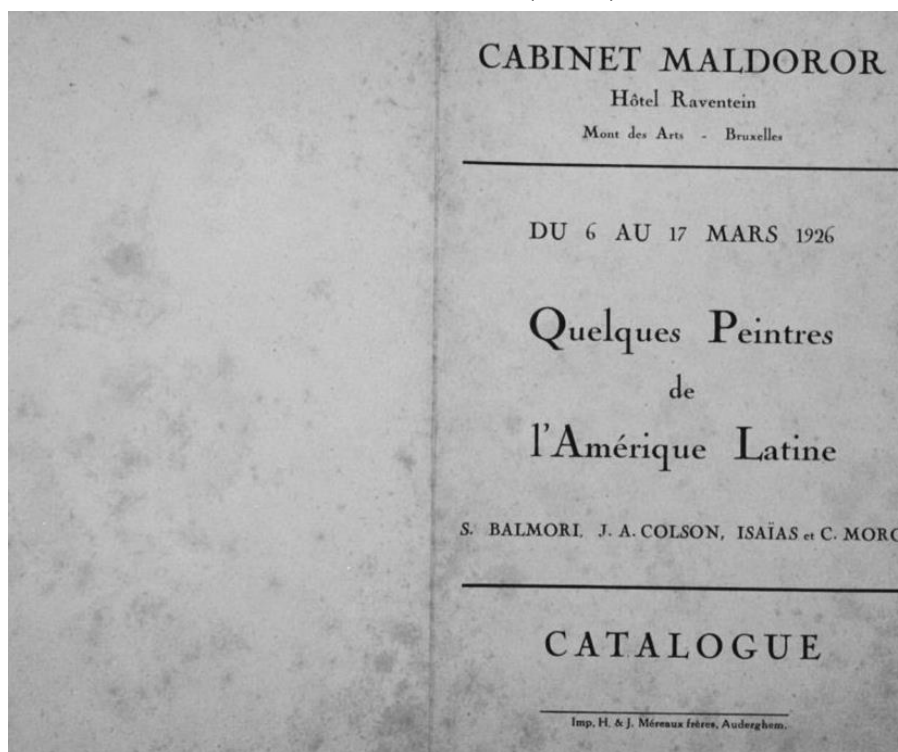 CABINET MALDOROR
Hôtel Raventein
Mont des Arts - Bruxelles
DU 6 AU 17 MARS 1926
Quelques Peintres
de
l'Amérique Latine
S. BALMORI, J. A. COLSON, ISAÏAS et C. MORC
CATALOGUE
Imp. H. & J. Méreaux frères, Auderghem.